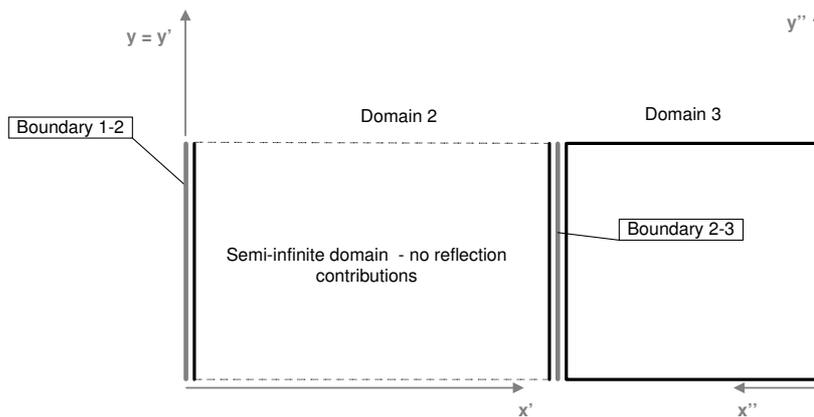 y = y’
y’’
Domain 2
Domain 3
Boundary 1-2
Boundary 2-3
Semi-infinite domain - no reflection
contributions
x’
x’’